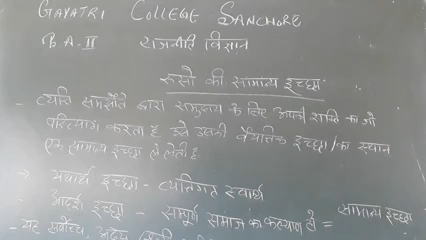 GAYATRI COLLEGE SANCHORE
B.A-II राजनीति विज्ञान
रूसो की सामान्य इच्छा
- व्यक्ति समझौते द्वारा समुदाय के लिए अपनी शक्ति का जो
परित्याग करता है उसे उसकी वैयक्तिक इच्छा का स्थान
एक सामान्य इच्छा ले लेती है
→ यथार्थ इच्छा - व्यक्तिगत स्वार्थ
→ आदर्श इच्छा - सम्पूर्ण समाज का कल्याण ही = सामान्य इच्छा
- यह सर्वोच्च,